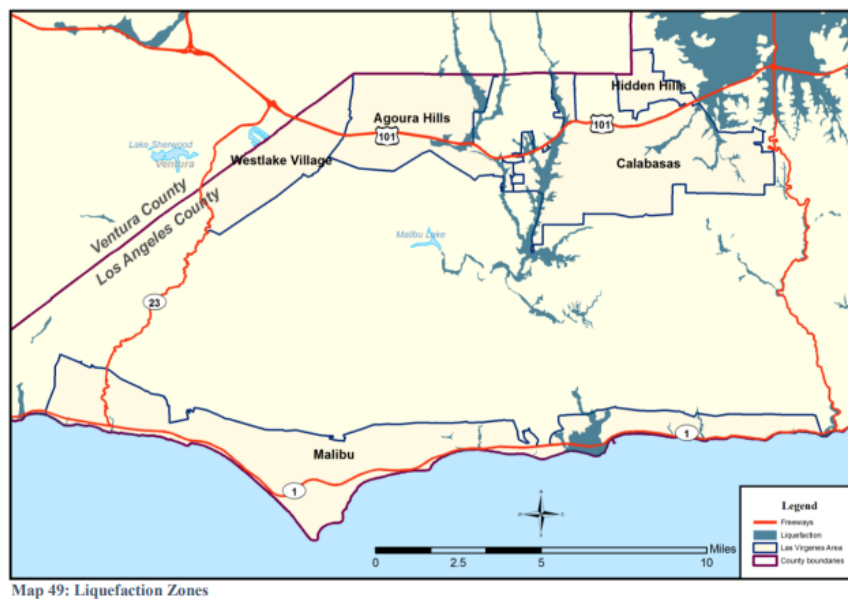 Hidden Hills
Agoura Hills
101
101
Lake Sherwood
Ventura
Westlake Village
Calabasas
Ventura County
Los Angeles County
Malibu Lake
23
Malibu
1
1
N
W E
S
Legend
Freeways
Liquefaction
Las Virgenes Area
County boundaries
Miles
0 2.5 5 10
Map 49: Liquefaction Zones